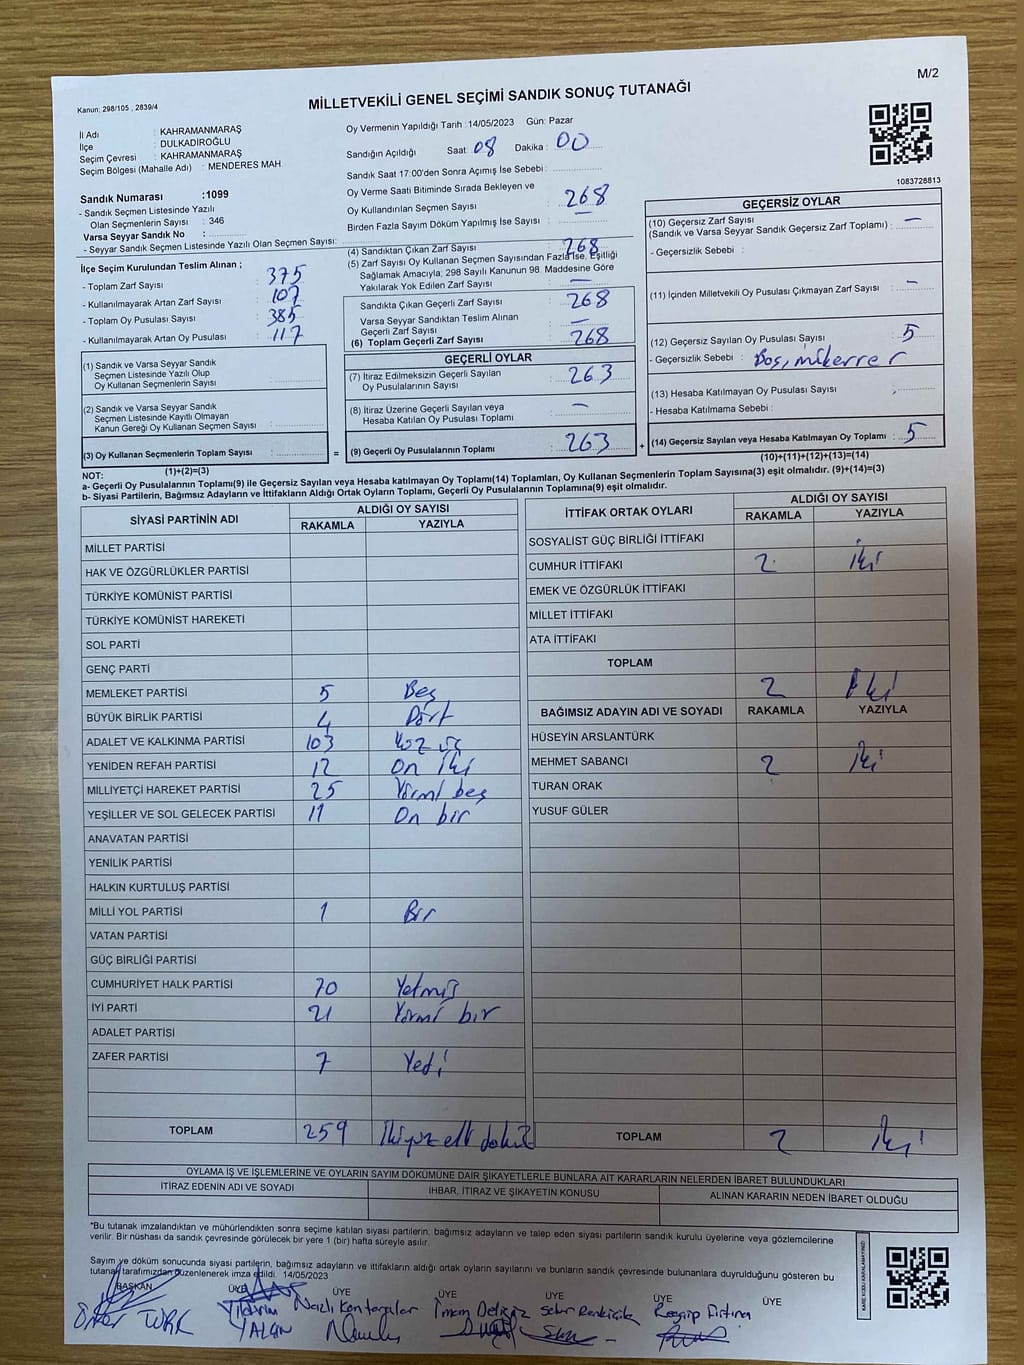 M/2
Kanun; 298/105 , 2839/4
MİLLETVEKİLİ GENEL SEÇİMİ SANDIK SONUÇ TUTANAĞI
İl Adı : KAHRAMANMARAŞ
İlçe : DULKADİROĞLU
Seçim Çevresi : KAHRAMANMARAŞ
Seçim Bölgesi (Mahalle Adı) : MENDERES MAH.
Sandık Numarası :1099
- Sandık Seçmen Listesinde Yazılı
Olan Seçmenlerin Sayısı : 346
Varsa Seyyar Sandık No :
- Seyyar Sandık Seçmen Listesinde Yazılı Olan Seçmen Sayısı:
İlçe Seçim Kurulundan Teslim Alınan ;
- Toplam Zarf Sayısı : 375
- Kullanılmayarak Artan Zarf Sayısı : 107
- Toplam Oy Pusulası Sayısı : 385
- Kullanılmayarak Artan Oy Pusulası : 117
(1) Sandık ve Varsa Seyyar Sandık
Seçmen Listesinde Yazılı Olup
Oy Kullanan Seçmenlerin Sayısı :
(2) Sandık ve Varsa Seyyar Sandık
Seçmen Listesinde Kayıtlı Olmayan
Kanun Gereği Oy Kullanan Seçmen Sayısı :
(3) Oy Kullanan Seçmenlerin Toplam Sayısı :
(1)+(2)=(3)
Oy Vermenin Yapıldığı Tarih :14/05/2023 Gün: Pazar
Sandığın Açıldığı Saat : 08 Dakika : 00
Sandık Saat 17.00'den Sonra Açımış İse Sebebi :
Oy Verme Saati Bitiminde Sırada Bekleyen ve
Oy Kullandırılan Seçmen Sayısı : 268
Birden Fazla Sayım Döküm Yapılmış İse Sayısı : —
(4) Sandıktan Çıkan Zarf Sayısı : 268
(5) Zarf Sayısı Oy Kullanan Seçmen Sayısından Fazla İse, Eşitliği
Sağlamak Amacıyla; 298 Sayılı Kanunun 98. Maddesine Göre
Yakılarak Yok Edilen Zarf Sayısı : —
Sandıkta Çıkan Geçerli Zarf Sayısı : 268
Varsa Seyyar Sandıktan Teslim Alınan
Geçerli Zarf Sayısı : —
(6) Toplam Geçerli Zarf Sayısı : 268
GEÇERLİ OYLAR
(7) İtiraz Edilmeksizin Geçerli Sayılan
Oy Pusulalarının Sayısı : 263
(8) İtiraz Üzerine Geçerli Sayılan veya
Hesaba Katılan Oy Pusulası Toplamı : —
= (9) Geçerli Oy Pusulalarının Toplamı : 263 +
1083728813
GEÇERSİZ OYLAR
(10) Geçersiz Zarf Sayısı
(Sandık ve Varsa Seyyar Sandık Geçersiz Zarf Toplamı) : —
- Geçersizlik Sebebi :
(11) İçinden Milletvekili Oy Pusulası Çıkmayan Zarf Sayısı : —
(12) Geçersiz Sayılan Oy Pusulası Sayısı : 5
- Geçersizlik Sebebi : Boş, mükerrer
(13) Hesaba Katılmayan Oy Pusulası Sayısı :
- Hesaba Katılmama Sebebi :
(14) Geçersiz Sayılan veya Hesaba Katılmayan Oy Toplamı : 5
(10)+(11)+(12)+(13)=(14)
NOT:
a- Geçerli Oy Pusulalarının Toplamı(9) ile Geçersiz Sayılan veya Hesaba katılmayan Oy Toplamı(14) Toplamları, Oy Kullanan Seçmenlerin Toplam Sayısına(3) eşit olmalıdır. (9)+(14)=(3)
b- Siyasi Partilerin, Bağımsız Adayların ve İttifakların Aldığı Ortak Oyların Toplamı, Geçerli Oy Pusulalarının Toplamına(9) eşit olmalıdır.
SİYASİ PARTİNİN ADI ALDIĞI OY SAYISI
RAKAMLA YAZIYLA
MİLLET PARTİSİ
HAK VE ÖZGÜRLÜKLER PARTİSİ
TÜRKİYE KOMÜNİST PARTİSİ
TÜRKİYE KOMÜNİST HAREKETİ
SOL PARTİ
GENÇ PARTİ
MEMLEKET PARTİSİ 5 Beş
BÜYÜK BİRLİK PARTİSİ 4 Dört
ADALET VE KALKINMA PARTİSİ 103 Yüz üç
YENİDEN REFAH PARTİSİ 12 On iki
MİLLİYETÇİ HAREKET PARTİSİ 25 Yirmi beş
YEŞİLLER VE SOL GELECEK PARTİSİ 11 On bir
ANAVATAN PARTİSİ
YENİLİK PARTİSİ
HALKIN KURTULUŞ PARTİSİ
MİLLİ YOL PARTİSİ 1 Bir
VATAN PARTİSİ
GÜÇ BİRLİĞİ PARTİSİ
CUMHURİYET HALK PARTİSİ 70 Yetmiş
İYİ PARTİ 21 Yirmi bir
ADALET PARTİSİ
ZAFER PARTİSİ 7 Yedi
TOPLAM 259 İkiyüz elli dokuz
İTTİFAK ORTAK OYLARI ALDIĞI OY SAYISI
RAKAMLA YAZIYLA
SOSYALİST GÜÇ BİRLİĞİ İTTİFAKI
CUMHUR İTTİFAKI 2 İki
EMEK VE ÖZGÜRLÜK İTTİFAKI
MİLLET İTTİFAKI
ATA İTTİFAKI
TOPLAM
2 İki
BAĞIMSIZ ADAYIN ADI VE SOYADI RAKAMLA YAZIYLA
HÜSEYİN ARSLANTÜRK
MEHMET SABANCI 2 İki
TURAN ORAK
YUSUF GÜLER
TOPLAM 2 İki
OYLAMA İŞ VE İŞLEMLERİNE VE OYLARIN SAYIM DÖKÜMÜNE DAİR ŞİKAYETLERLE BUNLARA AİT KARARLARIN NELERDEN İBARET BULUNDUKLARI
İTİRAZ EDENİN ADI VE SOYADI İHBAR, İTİRAZ VE ŞİKAYETİN KONUSU ALINAN KARARIN NEDEN İBARET OLDUĞU
*Bu tutanak imzalandıktan ve mühürlendikten sonra seçime katılan siyasi partilerin, bağımsız adayların ve talep eden siyasi partilerin sandık kurulu üyelerine veya gözlemcilerine
verilir. Bir nüshası da sandık çevresinde görülecek bir yere 1 (bir) hafta süreyle asılır.
Sayım ve döküm sonucunda siyasi partilerin, bağımsız adayların ve ittifakların aldığı ortak oyların sayılarını ve bunların sandık çevresinde bulunanlara duyrulduğunu gösteren bu
tutanak tarafımızdan düzenlenerek imza edildi. 14/05/2023
KARE KODU KARALAMAYINIZ!
BAŞKAN ÜYE ÜYE ÜYE ÜYE ÜYE ÜYE
Yıldırım Nazlı İmam Seher Fırtına
TÜRK YALÇIN